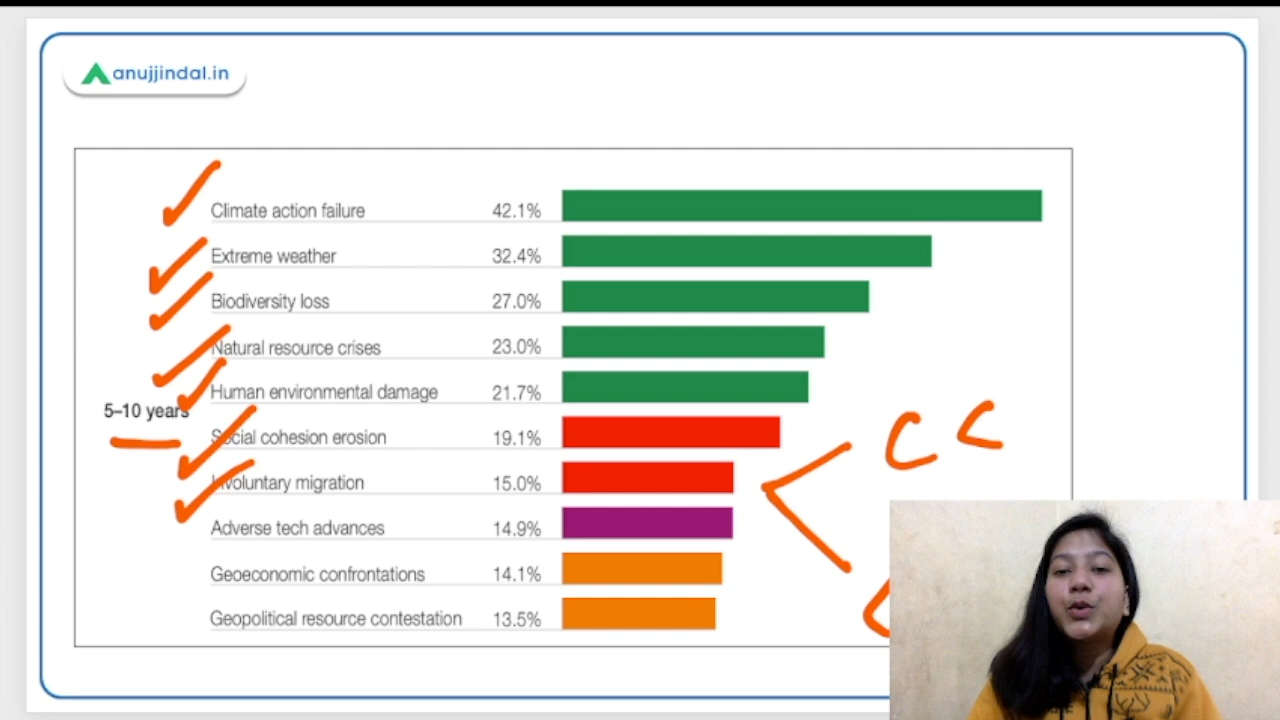 anujjindal.in
Climate action failure 42.1%
Extreme weather 32.4%
Biodiversity loss 27.0%
Natural resource crises 23.0%
Human environmental damage 21.7%
5–10 years
Social cohesion erosion 19.1%
CC
Involuntary migration 15.0%
Adverse tech advances 14.9%
Geoeconomic confrontations 14.1%
Geopolitical resource contestation 13.5%